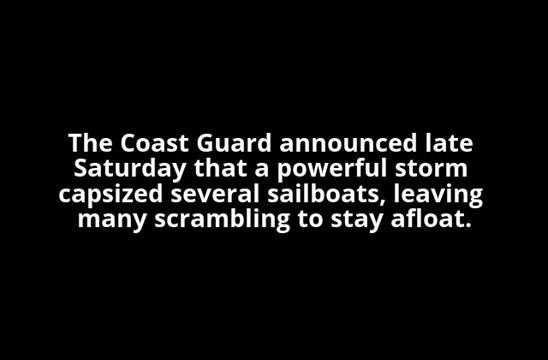 The Coast Guard announced late
Saturday that a powerful storm
capsized several sailboats, leaving
many scrambling to stay afloat.